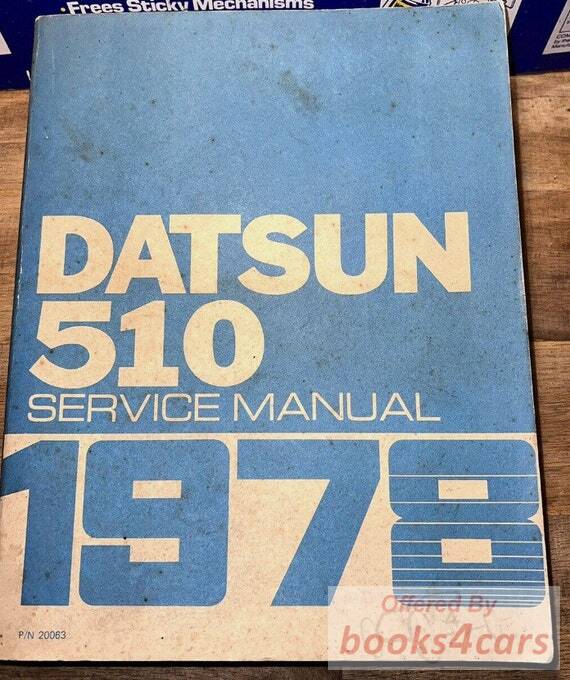 •Frees Sticky Mechanisms
DATSUN
510
SERVICE MANUAL
1978
P/N 20063
Offered By
books4cars